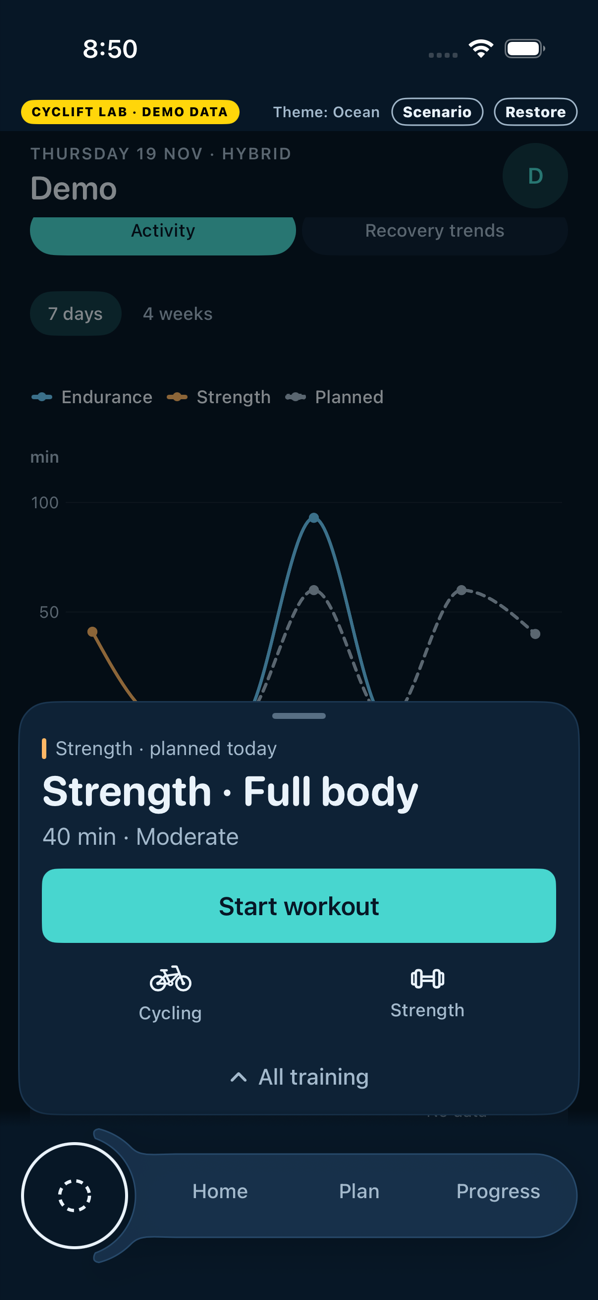 8:50
CYCLIFT LAB · DEMO DATA
Theme: Ocean
Scenario
Restore
THURSDAY 19 NOV · HYBRID
Demo
D
Activity
Recovery trends
7 days
4 weeks
Endurance
Strength
Planned
min
100
50
Strength · planned today
Strength · Full body
40 min · Moderate
Start workout
Cycling
Strength
All training
Home
Plan
Progress